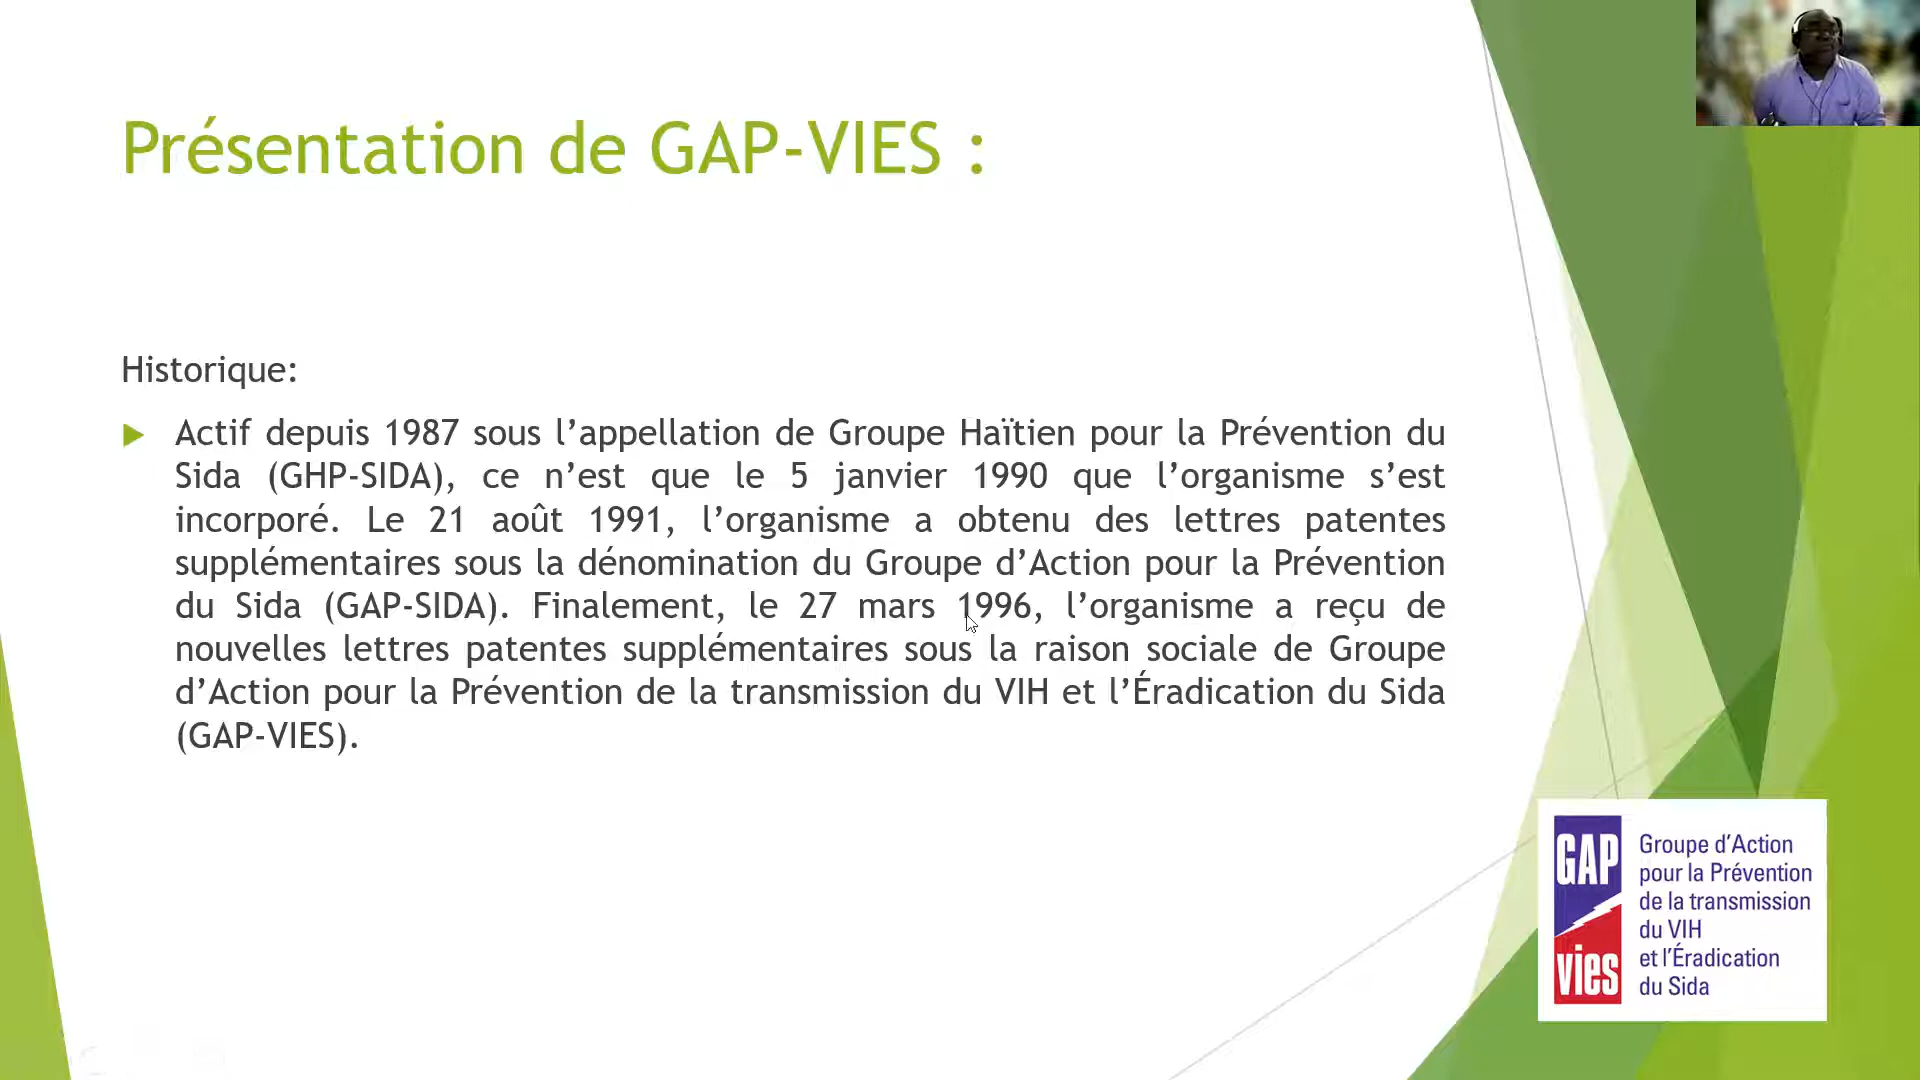 Présentation de GAP-VIES :
Historique:
Actif depuis 1987 sous l’appellation de Groupe Haïtien pour la Prévention du
Sida (GHP-SIDA), ce n’est que le 5 janvier 1990 que l’organisme s’est
incorporé. Le 21 août 1991, l’organisme a obtenu des lettres patentes
supplémentaires sous la dénomination du Groupe d’Action pour la Prévention
du Sida (GAP-SIDA). Finalement, le 27 mars 1996, l’organisme a reçu de
nouvelles lettres patentes supplémentaires sous la raison sociale de Groupe
d’Action pour la Prévention de la transmission du VIH et l’Éradication du Sida
(GAP-VIES).
GAP
vies
Groupe d’Action
pour la Prévention
de la transmission
du VIH
et l’Éradication
du Sida